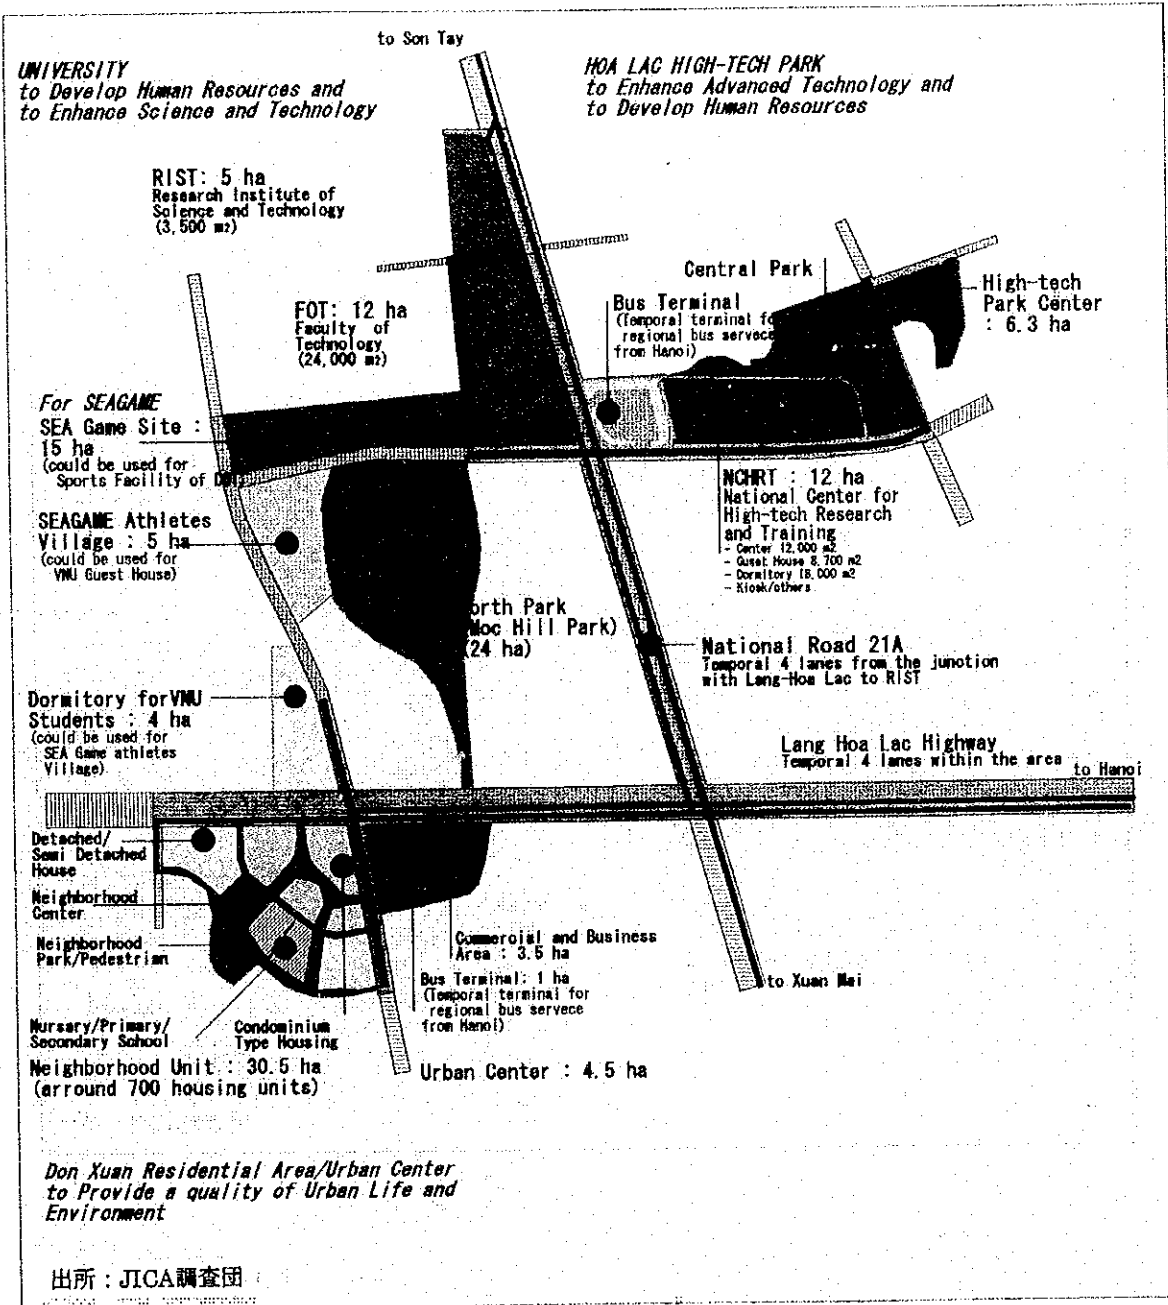 to Son Tay
UNIVERSITY
to Develop Human Resources and
to Enhance Science and Technology
HOA LAC HIGH-TECH PARK
to Enhance Advanced Technology and
to Develop Human Resources
RIST: 5 ha
Research Institute of
Science and Technology
(3,500 m2)
FOT: 12 ha
Faculty of
Technology
(24,000 m2)
Central Park
Bus Terminal
(Temporal terminal fo
regional bus servece
from Hanoi)
High-tech
Park Center
: 6.3 ha
For SEAGAME
SEA Game Site :
15 ha
(could be used for
Sports Facility of
SEAGAME Athletes
Village : 5 ha
(could be used for
VNU Guest House)
NCHRT : 12 ha
National Center for
High-tech Research
and Training
- Center 12,000 m2
- Guset House 8,700 m2
- Dormitory 18,000 m2
- Kiosk/others
orth Park
Moc Hill Park)
(24 ha)
National Road 21A
Temporal 4 lanes from the junotion
with Lang-Hoa Lac to RIST
Dormitory forVNU
Students : 4 ha
(could be used for
SEA Game athletes
Village)
Lang Hoa Lac Highway
Temporal 4 lanes within the area
to Hanoi
Detached/
Semi Detached
House
Neighborhood
Center
Neighborhood
Park/Pedestrian
Commercial and Business
Area : 3.5 ha
Bus Terminal: 1 ha
(Temporal terminal for
regional bus servece
from Hanoi)
to Xuan Mai
Nursary/Primary/
Secondary School
Condominium
Type Housing
Neighborhood Unit : 30.5 ha
(arround 700 housing units)
Urban Center : 4.5 ha
Don Xuan Residential Area/Urban Center
to Provide a quality of Urban Life and
Environment
出所：JICA調査団